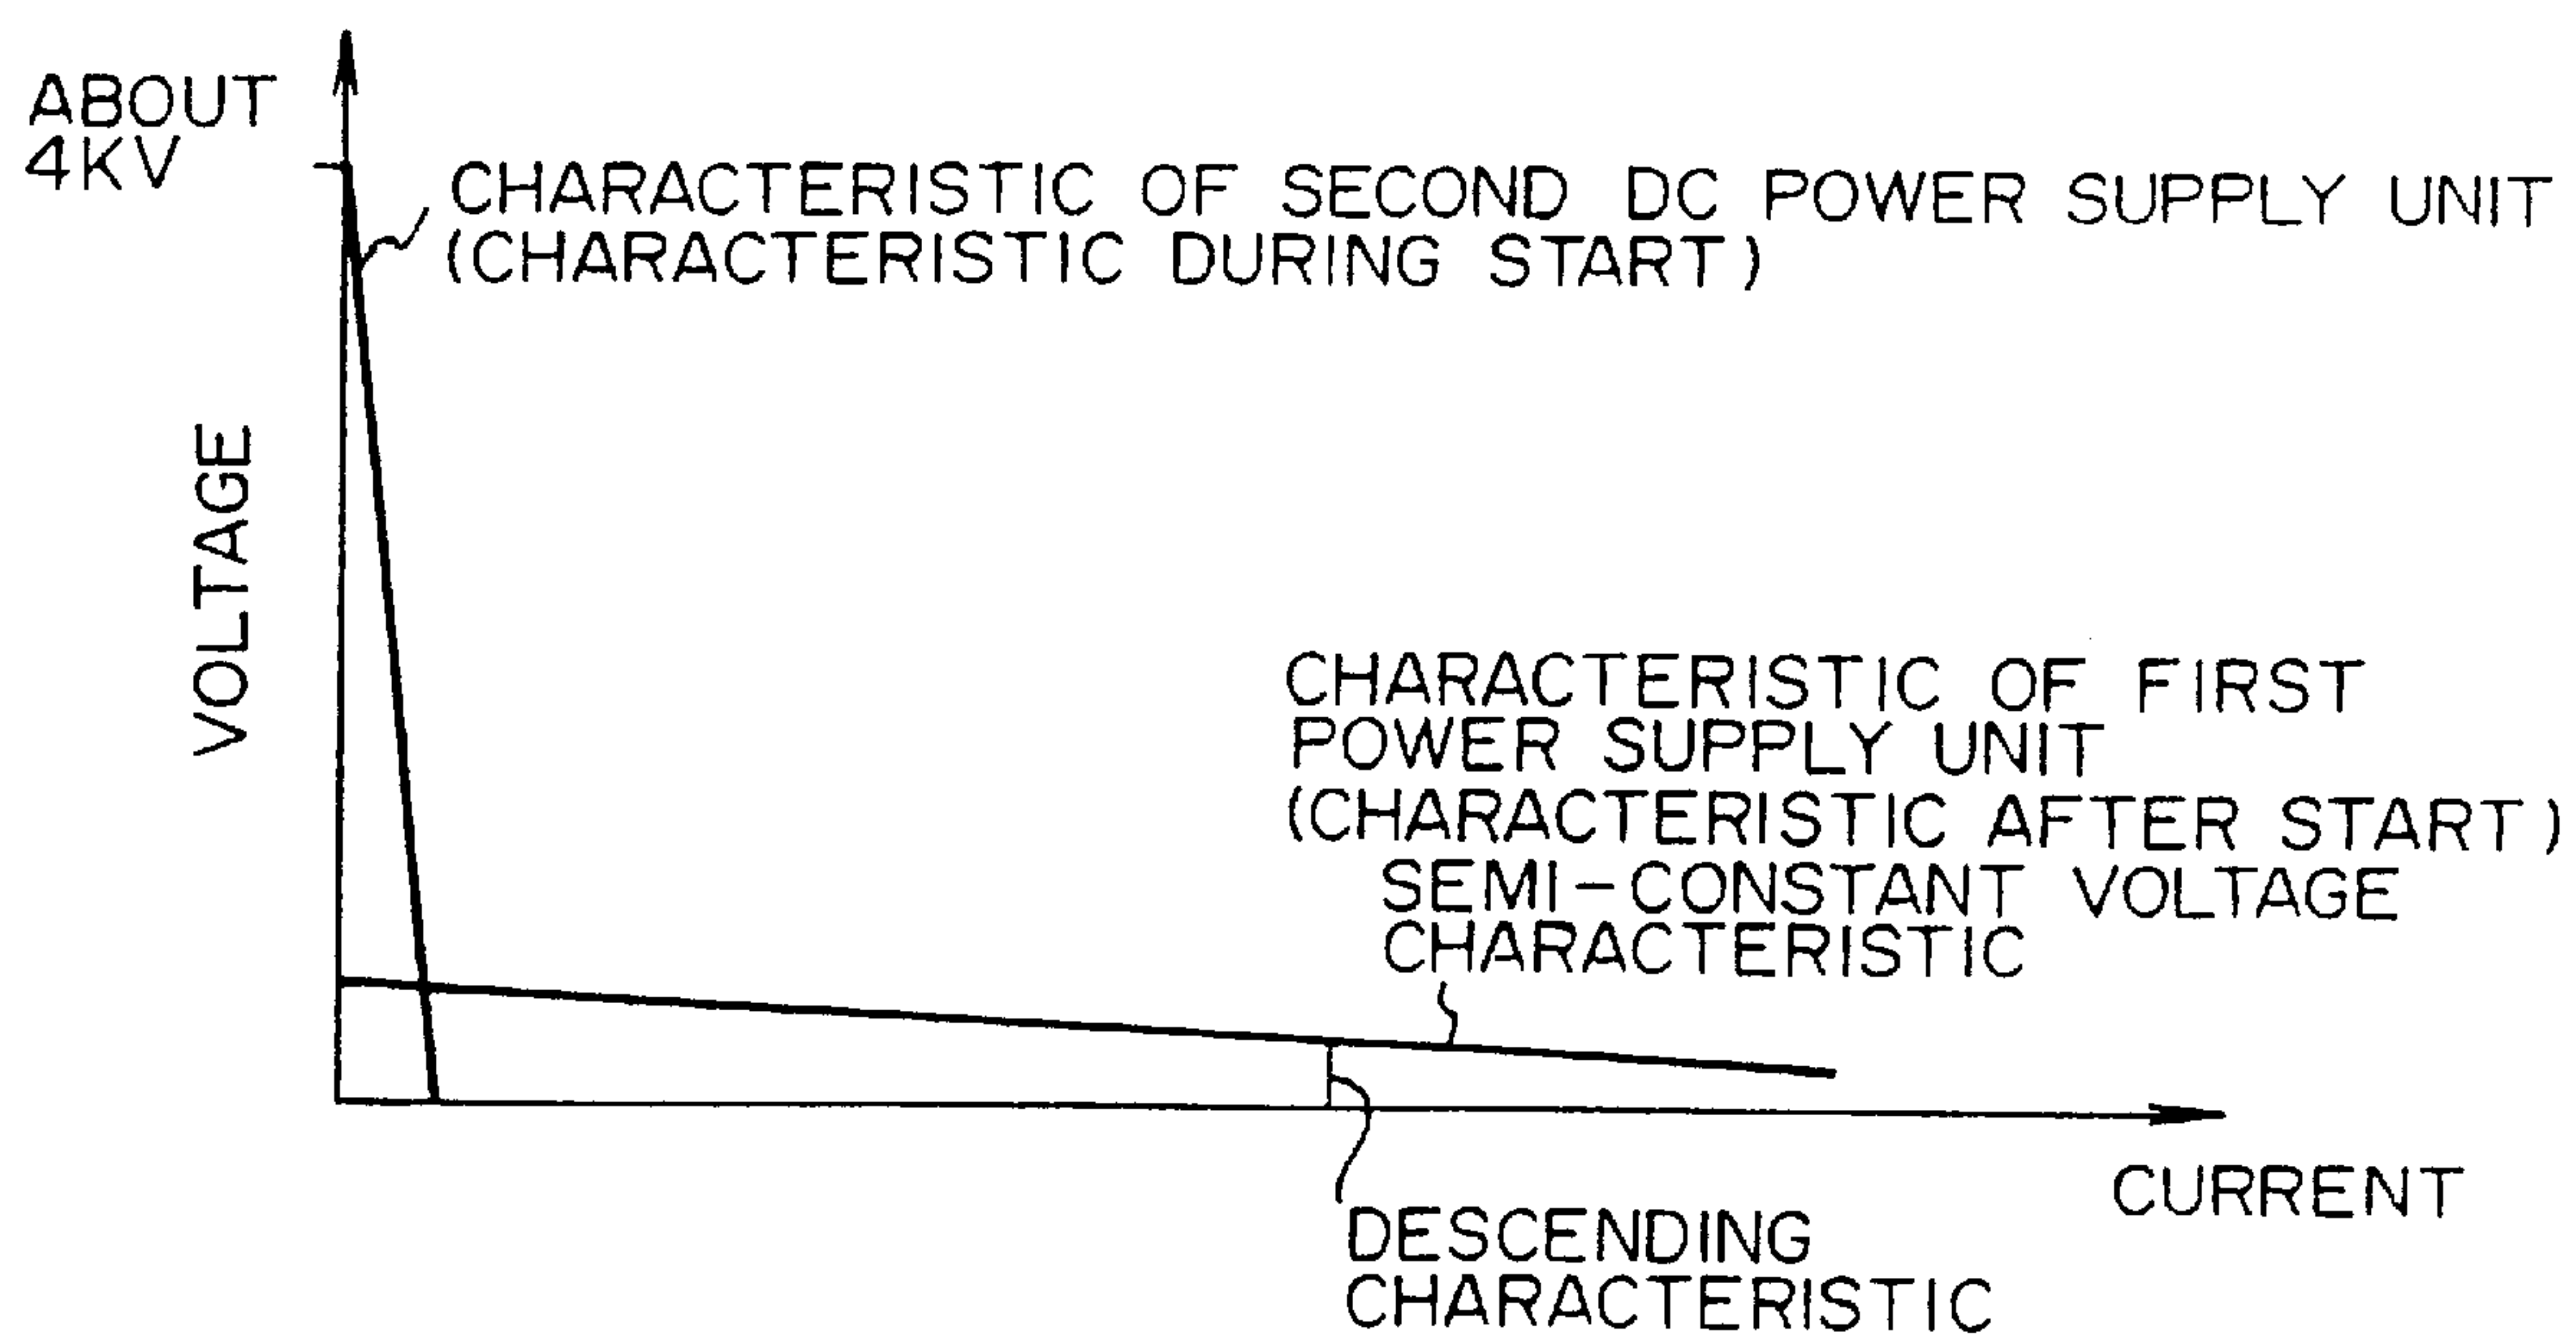 ABOUT
4KV
CHARACTERISTIC OF SECOND DC POWER SUPPLY UNIT
(CHARACTERISTIC DURING START)
VOLTAGE
CHARACTERISTIC OF FIRST
POWER SUPPLY UNIT
(CHARACTERISTIC AFTER START)
SEMI-CONSTANT VOLTAGE
CHARACTERISTIC
CURRENT
DESCENDING
CHARACTERISTIC